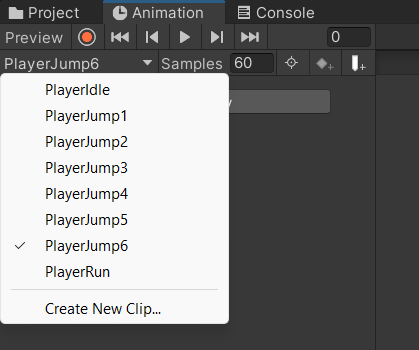 Project Animation Console
Preview 0
PlayerJump6 Samples 60
PlayerIdle
PlayerJump1
PlayerJump2
PlayerJump3
PlayerJump4
PlayerJump5
PlayerJump6
PlayerRun
Create New Clip...